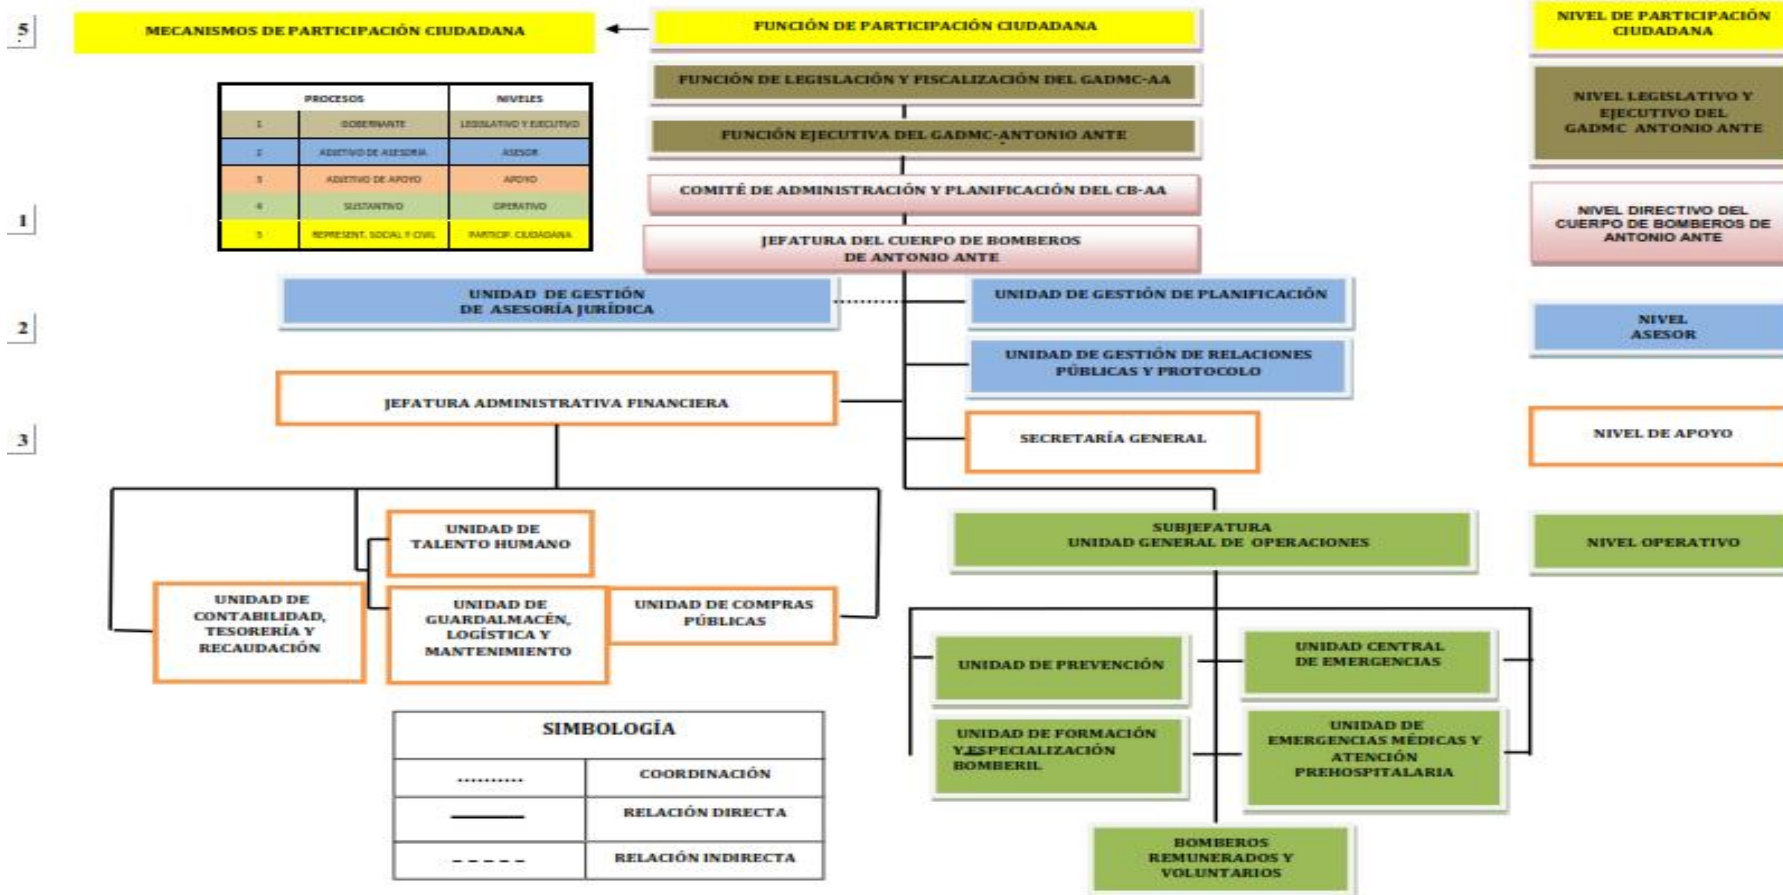 5
MECANISMOS DE PARTICIPACIÓN CIUDADANA
FUNCIÓN DE PARTICIPACIÓN CIUDADANA
NIVEL DE PARTICIPACIÓN
CIUDADANA
FUNCIÓN DE LEGISLACIÓN Y FISCALIZACIÓN DEL GADMC-AA
FUNCIÓN EJECUTIVA DEL GADMC-ANTONIO ANTE
NIVEL LEGISLATIVO Y
EJECUTIVO DEL
GADMC ANTONIO ANTE
PROCESOS NIVELES
1 GOBERNANTE LEGISLATIVO Y EJECUTIVO
2 ADJETIVO DE ASESORÍA ASESOR
3 ADJETIVO DE APOYO APOYO
4 SUSTANTIVO OPERATIVO
5 REPRESENT. SOCIAL Y CIVIL PARTICIP. CIUDADANA
1
COMITÉ DE ADMINISTRACIÓN Y PLANIFICACIÓN DEL CB-AA
JEFATURA DEL CUERPO DE BOMBEROS
DE ANTONIO ANTE
NIVEL DIRECTIVO DEL
CUERPO DE BOMBEROS DE
ANTONIO ANTE
2
UNIDAD DE GESTIÓN
DE ASESORÍA JURÍDICA
UNIDAD DE GESTIÓN DE PLANIFICACIÓN
UNIDAD DE GESTIÓN DE RELACIONES
PÚBLICAS Y PROTOCOLO
NIVEL
ASESOR
3
JEFATURA ADMINISTRATIVA FINANCIERA
SECRETARÍA GENERAL
NIVEL DE APOYO
UNIDAD DE
TALENTO HUMANO
UNIDAD DE
CONTABILIDAD,
TESORERÍA Y
RECAUDACIÓN
UNIDAD DE
GUARDALMACÉN,
LOGÍSTICA Y
MANTENIMIENTO
UNIDAD DE COMPRAS
PÚBLICAS
SUBJEFATURA
UNIDAD GENERAL DE OPERACIONES
NIVEL OPERATIVO
UNIDAD DE PREVENCIÓN
UNIDAD CENTRAL
DE EMERGENCIAS
UNIDAD DE FORMACIÓN
Y ESPECIALIZACIÓN
BOMBERIL
UNIDAD DE
EMERGENCIAS MÉDICAS Y
ATENCIÓN
PREHOSPITALARIA
BOMBEROS
REMUNERADOS Y
VOLUNTARIOS
SIMBOLOGÍA
.......... COORDINACIÓN
RELACIÓN DIRECTA
- - - - - RELACIÓN INDIRECTA